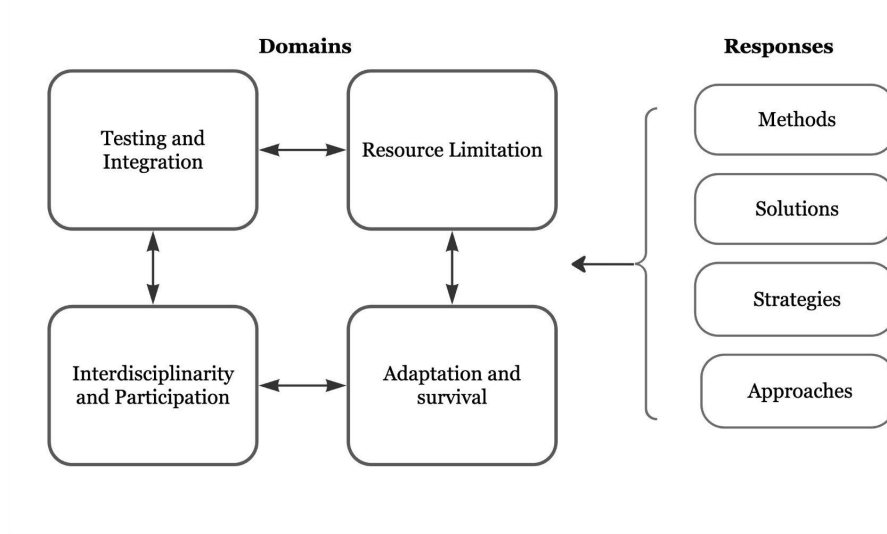 Domains
Responses
Testing and
Integration
Resource Limitation
Interdisciplinarity
and Participation
Adaptation and
survival
Methods
Solutions
Strategies
Approaches